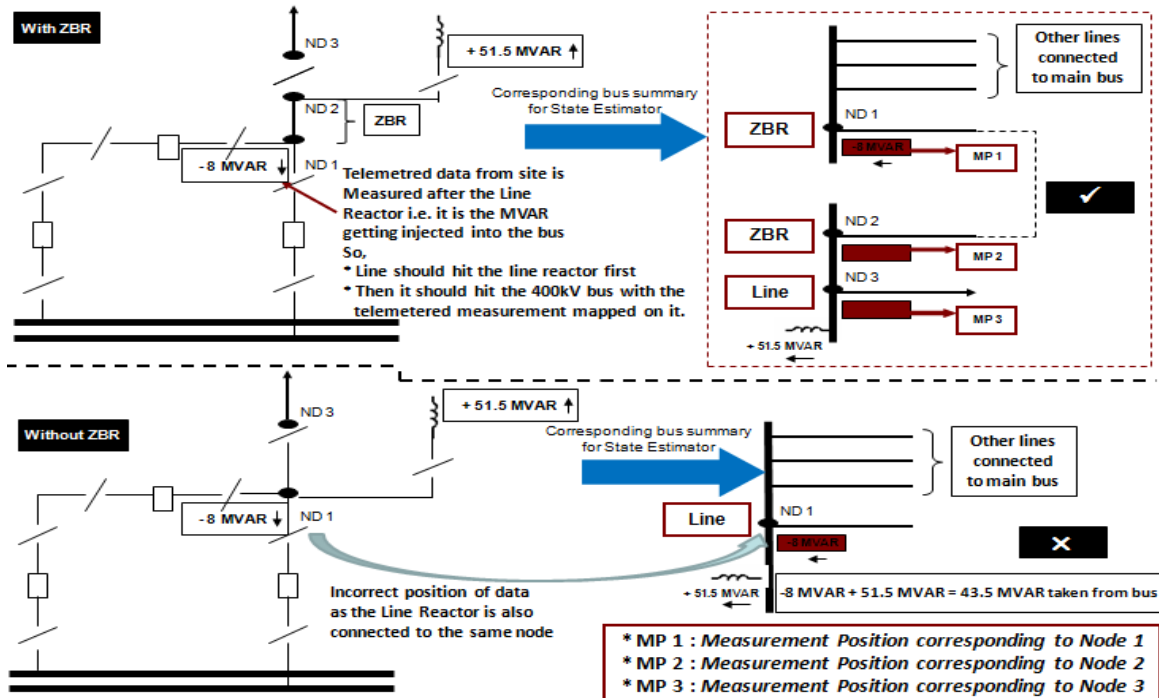 With ZBR
ND 3
+ 51.5 MVAR
ND 2
ZBR
- 8 MVAR
ND 1
Telemetred data from site is
Measured after the Line
Reactor i.e. it is the MVAR
getting injected into the bus
So,
* Line should hit the line reactor first
* Then it should hit the 400kV bus with the
telemetered measurement mapped on it.
Corresponding bus summary
for State Estimator
Other lines
connected
to main bus
ZBR
ND 1
-8 MVAR
MP 1
✓
ZBR
ND 2
MP 2
Line
ND 3
MP 3
+ 51.5 MVAR
Without ZBR
ND 3
+ 51.5 MVAR
- 8 MVAR
ND 1
Incorrect position of data
as the Line Reactor is also
connected to the same node
Corresponding bus summary
for State Estimator
Other lines
connected
to main bus
Line
ND 1
-8 MVAR
×
+ 51.5 MVAR
-8 MVAR + 51.5 MVAR = 43.5 MVAR taken from bus
* MP 1 : Measurement Position corresponding to Node 1
* MP 2 : Measurement Position corresponding to Node 2
* MP 3 : Measurement Position corresponding to Node 3